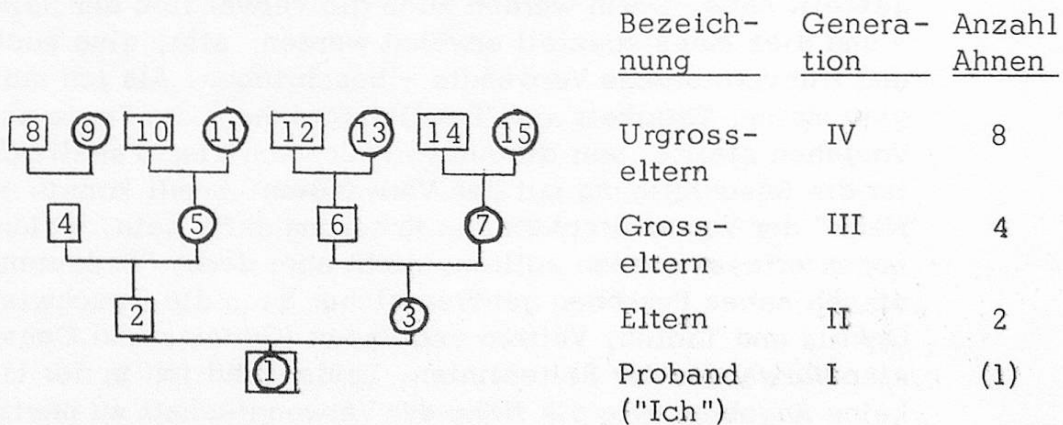 Bezeich- Genera- Anzahl
nung tion Ahnen
8 9 10 11 12 13 14 15 Urgross- IV 8
eltern
4 5 6 7 Gross- III 4
eltern
2 3 Eltern II 2
1 Proband I (1)
("Ich")